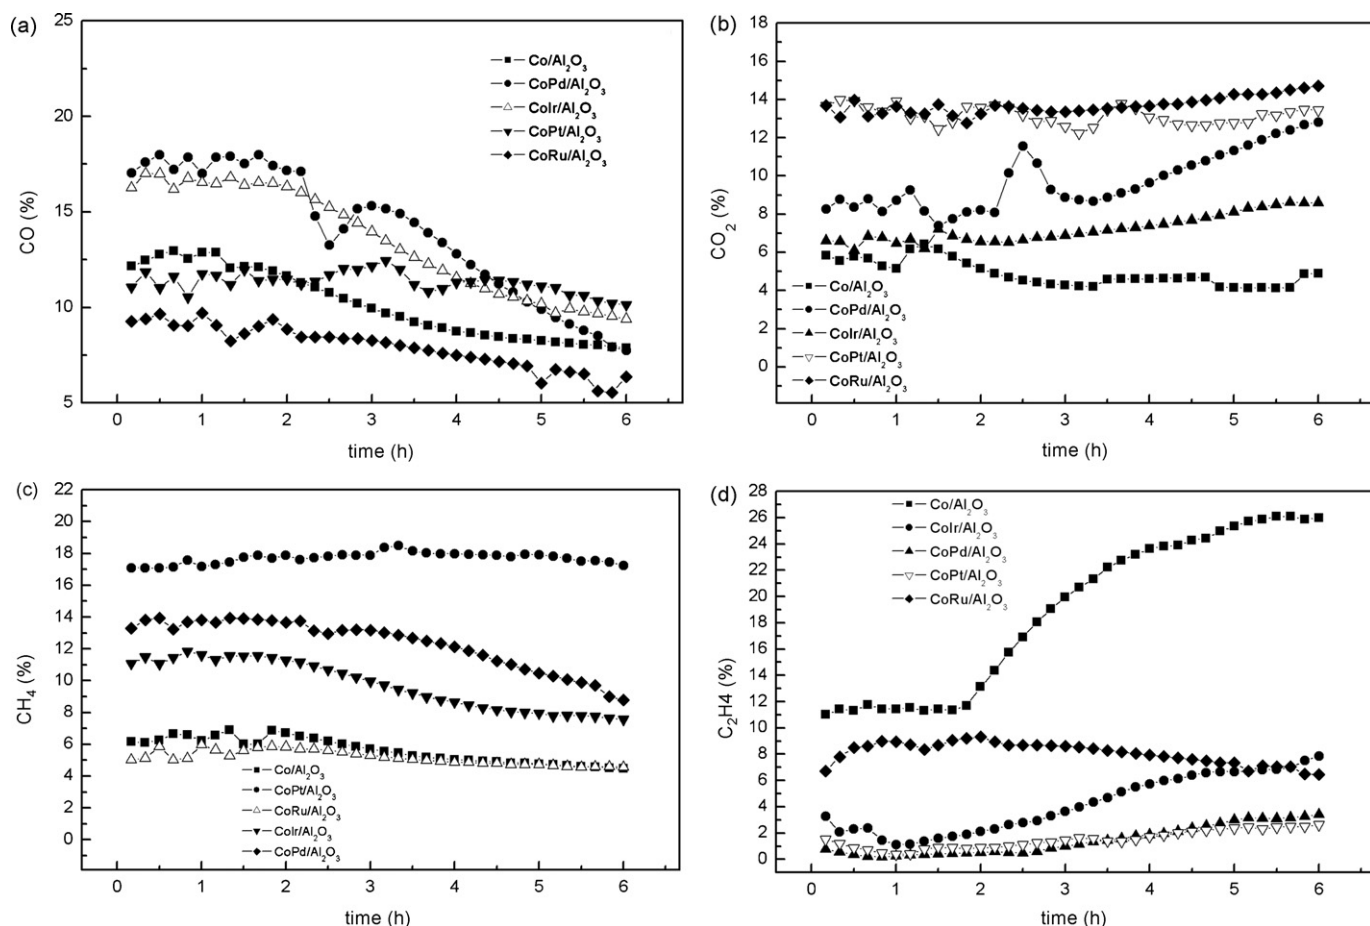 (a)
25
20
15
10
5
CO (%)
Co/Al2O3
CoPd/Al2O3
CoIr/Al2O3
CoPt/Al2O3
CoRu/Al2O3
0 1 2 3 4 5 6
time (h)
(b)
18
16
14
12
10
8
6
4
2
0
CO2 (%)
Co/Al2O3
CoPd/Al2O3
CoIr/Al2O3
CoPt/Al2O3
CoRu/Al2O3
0 1 2 3 4 5 6
time (h)
(c)
22
20
18
16
14
12
10
8
6
4
2
0
CH4 (%)
Co/Al2O3
CoPt/Al2O3
CoRu/Al2O3
CoIr/Al2O3
CoPd/Al2O3
0 1 2 3 4 5 6
time (h)
(d)
28
26
24
22
20
18
16
14
12
10
8
6
4
2
0
C2H4 (%)
Co/Al2O3
CoIr/Al2O3
CoPd/Al2O3
CoPt/Al2O3
CoRu/Al2O3
0 1 2 3 4 5 6
time (h)